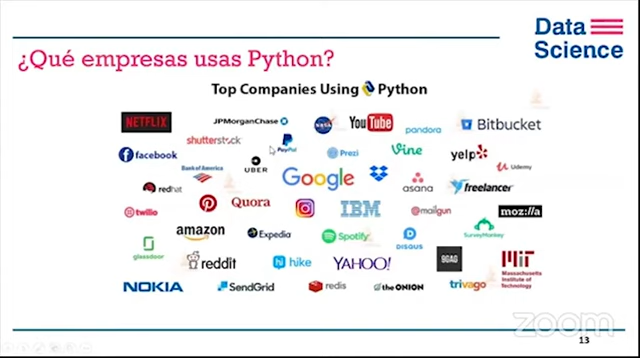 Data
Science
¿Qué empresas usas Python?
Top Companies Using Python
NETFLIX
JPMORGANCHASE
NASA
YouTube
pandora
Bitbucket
shutterstock
PayPal
Prezi
Vine
yelp
facebook
Bank of America
UBER
Google
asana
Udemy
redhat
freelancer
twilio
Quora
IBM
@mailgun
moz://a
amazon
Expedia
Spotify
DISQUS
SurveyMonkey
glassdoor
reddit
hike
YAHOO!
9GAG
MIT
Massachusetts
Institute of
Technology
NOKIA
SendGrid
redis
the ONION
trivago
zoom
13